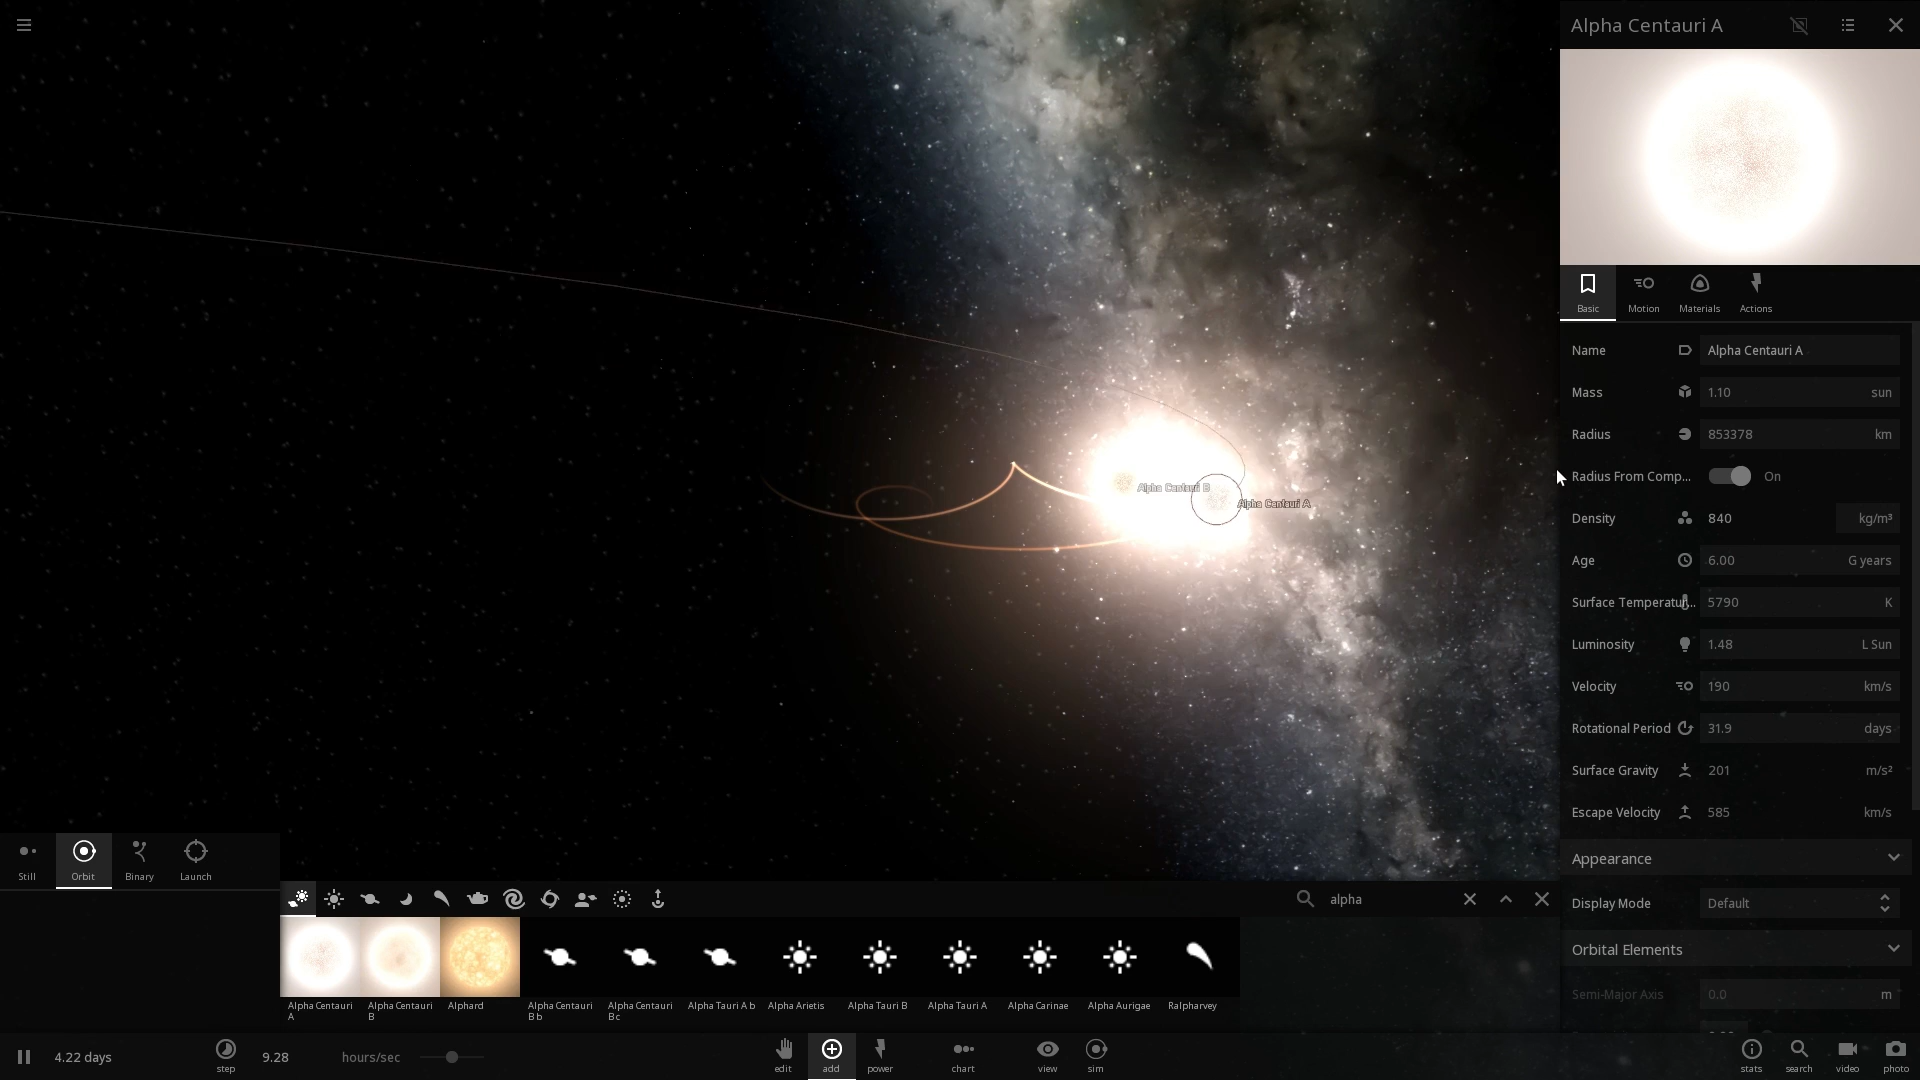 Alpha Centauri A
Basic
Motion
Materials
Actions
Name
Alpha Centauri A
Mass
1.10
sun
Radius
853378
km
Radius From Comp...
On
Density
840
kg/m³
Age
6.00
G years
Surface Temperatur...
5790
K
Luminosity
1.48
L Sun
Velocity
190
km/s
Rotational Period
31.9
days
Surface Gravity
201
m/s²
Escape Velocity
585
km/s
Appearance
Display Mode
Default
Orbital Elements
Semi-Major Axis
0.0
m
Alpha Centauri B
Alpha Centauri A
Still
Orbit
Binary
Launch
alpha
Alpha Centauri
A
Alpha Centauri
B
Alphard
Alpha Centauri
B b
Alpha Centauri
B c
Alpha Tauri A b
Alpha Arietis
Alpha Tauri B
Alpha Tauri A
Alpha Carinae
Alpha Aurigae
Ralpharvey
4.22 days
step
9.28
hours/sec
edit
add
power
chart
view
sim
stats
search
video
photo